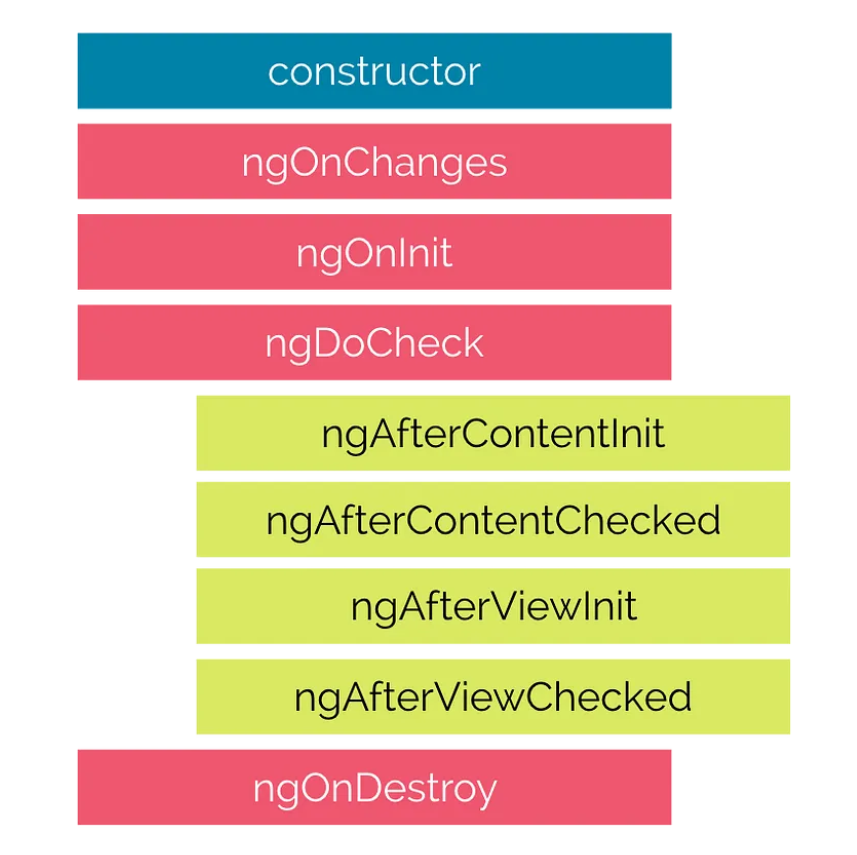 constructor
ngOnChanges
ngOnInit
ngDoCheck
ngAfterContentInit
ngAfterContentChecked
ngAfterViewInit
ngAfterViewChecked
ngOnDestroy